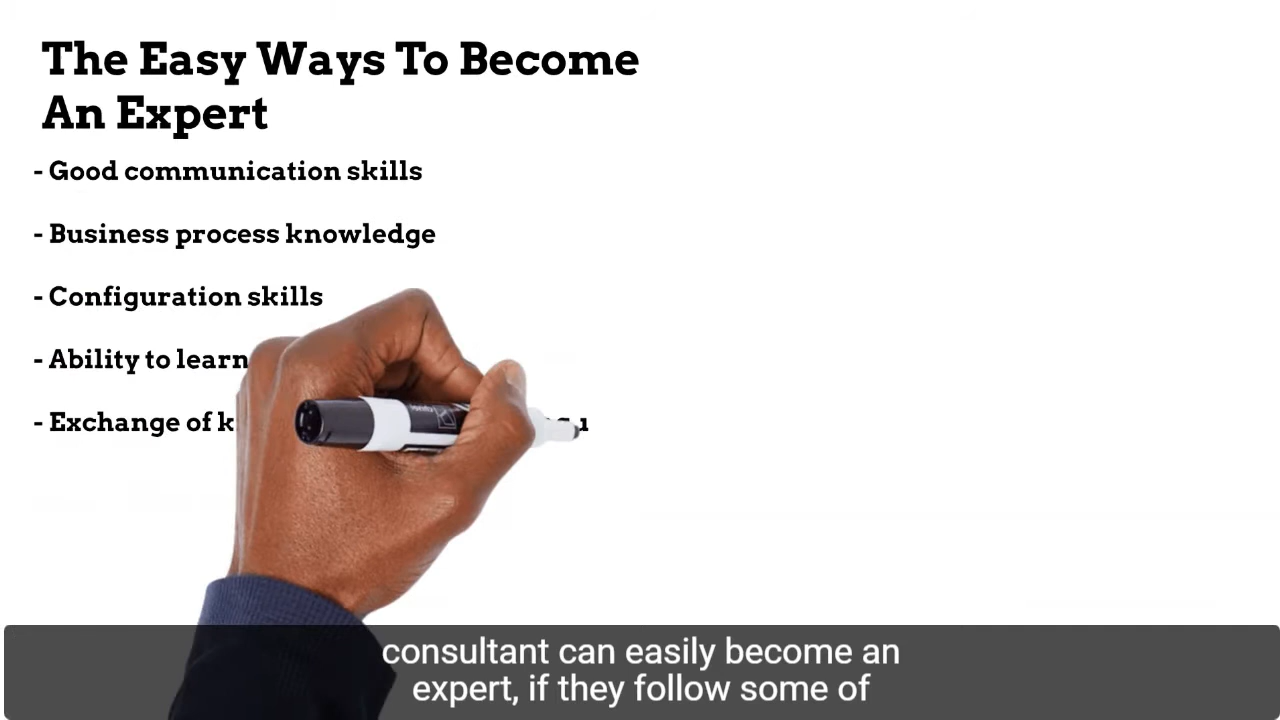 The Easy Ways To Become
An Expert
- Good communication skills
- Business process knowledge
- Configuration skills
- Ability to learn
- Exchange of
consultant can easily become an
expert, if they follow some of